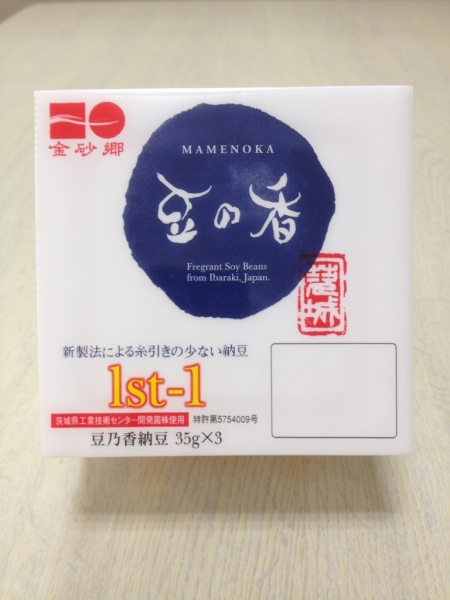 金砂郷
MAMENOKA
豆の香
Fregrant Soy Beans
from Ibaraki, Japan.
茨城
新製法による糸引きの少ない納豆
1st-1
茨城県工業技術センター開発菌株使用 特許第5754009号
豆乃香納豆 35g×3